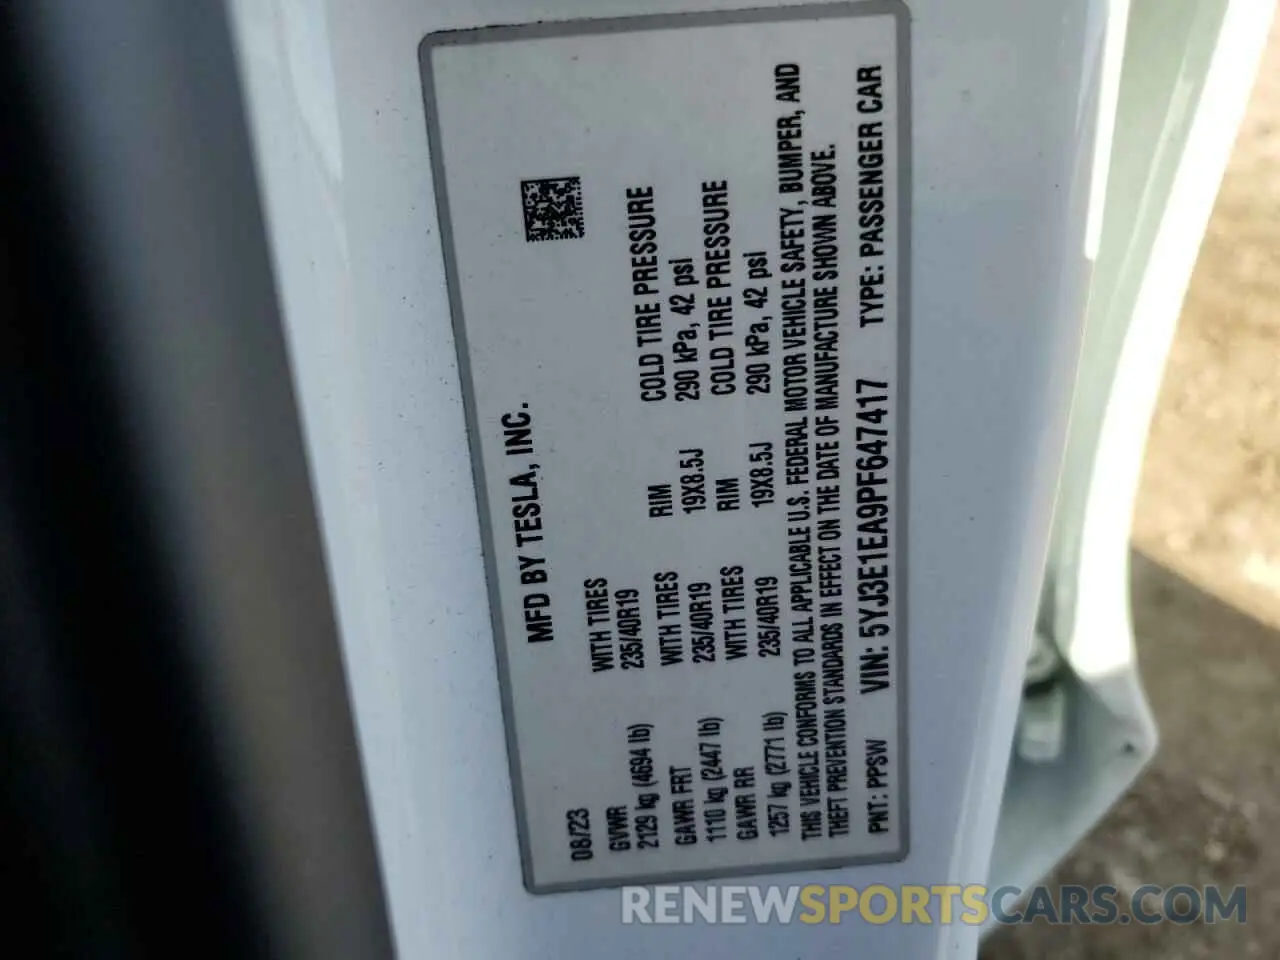 MFD BY TESLA, INC.
08/23
GVWR WITH TIRES
2129 kg (4694 lb) 235/40R19
GAWR FRT WITH TIRES RIM COLD TIRE PRESSURE
1110 kg (2447 lb) 235/40R19 19X8.5J 290 kPa, 42 psi
GAWR RR WITH TIRES RIM COLD TIRE PRESSURE
1257 kg (2771 lb) 235/40R19 19X8.5J 290 kPa, 42 psi
THIS VEHICLE CONFORMS TO ALL APPLICABLE U.S. FEDERAL MOTOR VEHICLE SAFETY, BUMPER, AND
THEFT PREVENTION STANDARDS IN EFFECT ON THE DATE OF MANUFACTURE SHOWN ABOVE.
PNT: PPSW VIN: 5YJ3E1EA9PF647417 TYPE: PASSENGER CAR
RENEWSPORTSCARS.COM